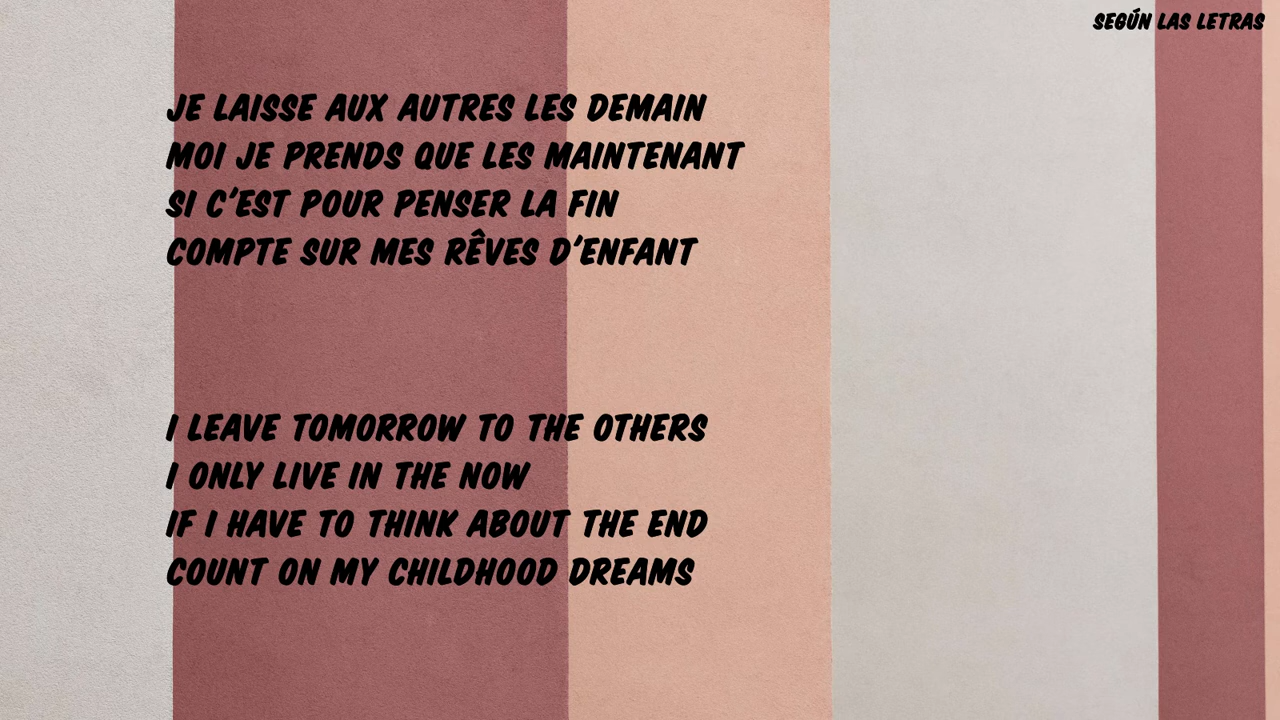 SEGÚN LAS LETRAS
JE LAISSE AUX AUTRES LES DEMAIN
MOI JE PRENDS QUE LES MAINTENANT
SI C'EST POUR PENSER LA FIN
COMPTE SUR MES RÊVES D'ENFANT
I LEAVE TOMORROW TO THE OTHERS
I ONLY LIVE IN THE NOW
IF I HAVE TO THINK ABOUT THE END
COUNT ON MY CHILDHOOD DREAMS